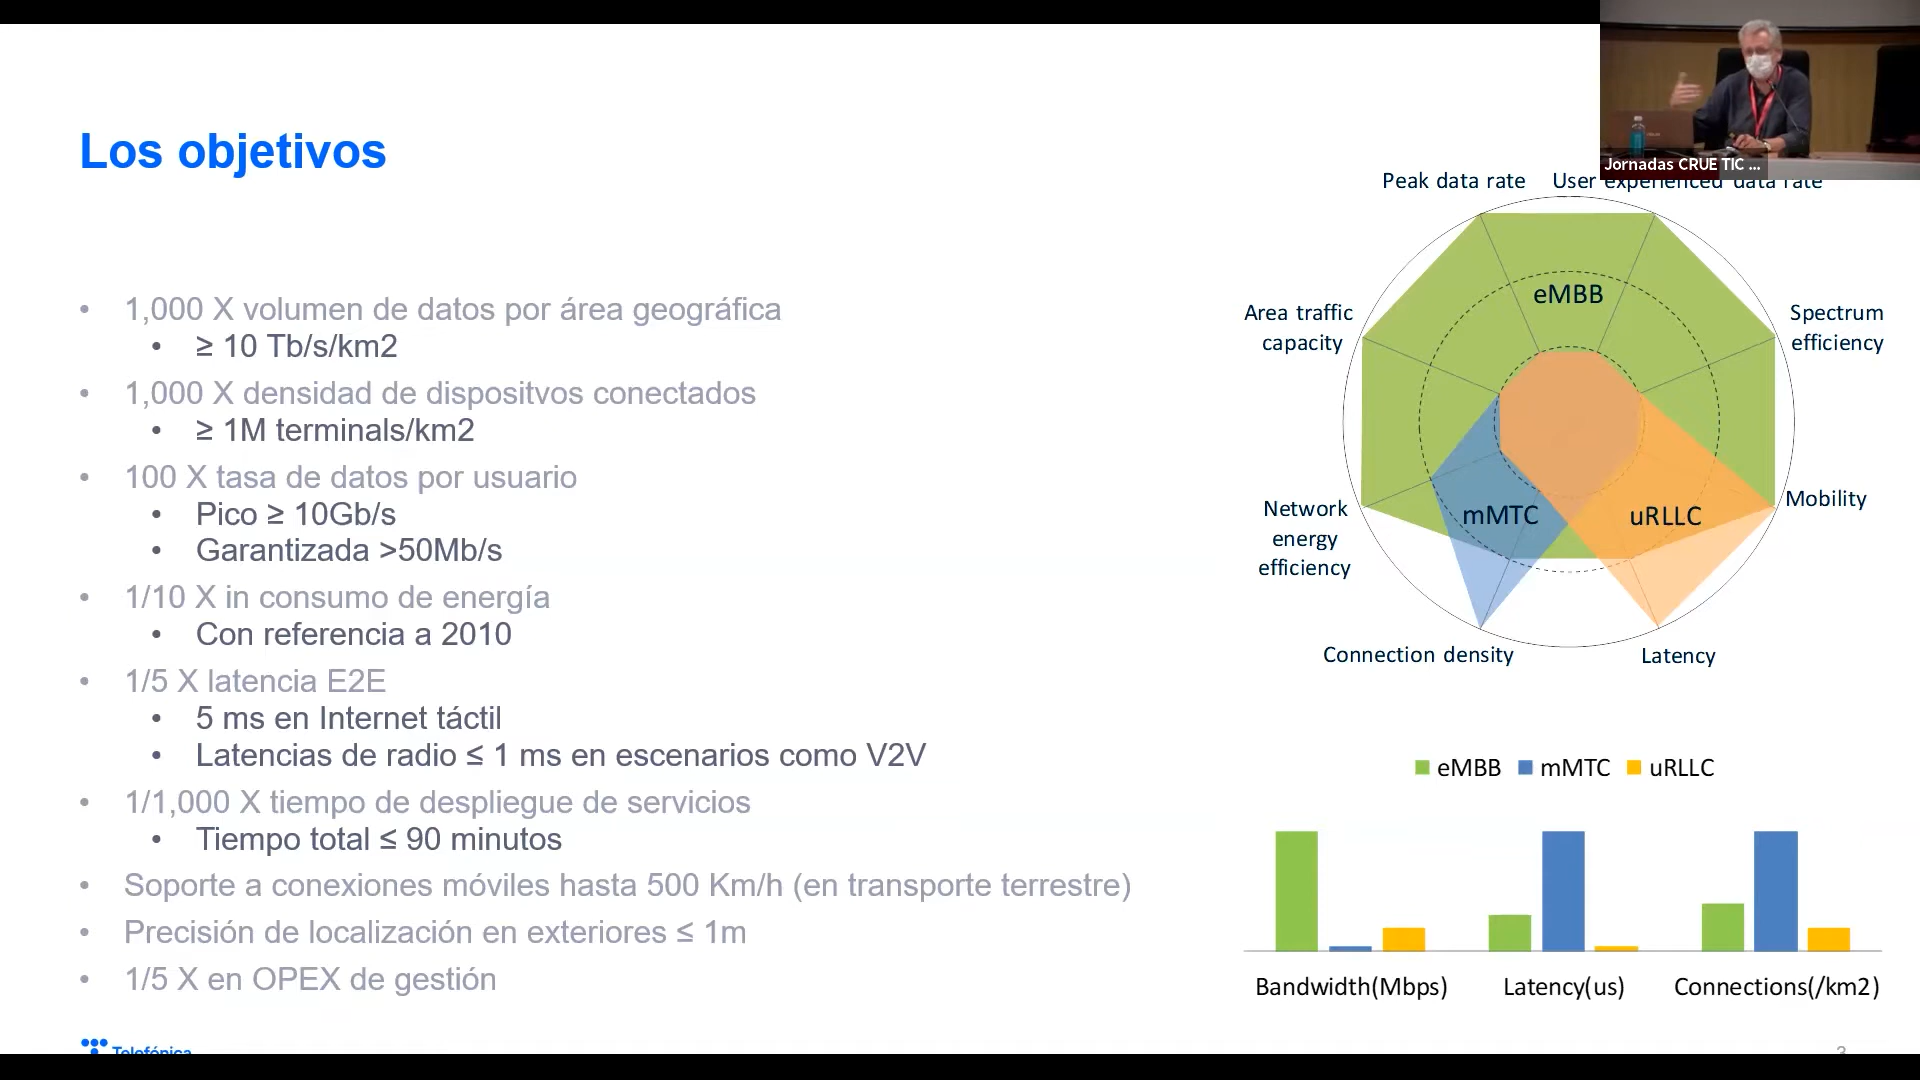 Jornadas CRUE TIC ...
Los objetivos
• 1,000 X volumen de datos por área geográfica
• ≥ 10 Tb/s/km2
• 1,000 X densidad de dispositvos conectados
• ≥ 1M terminals/km2
• 100 X tasa de datos por usuario
• Pico ≥ 10Gb/s
• Garantizada >50Mb/s
• 1/10 X in consumo de energía
• Con referencia a 2010
• 1/5 X latencia E2E
• 5 ms en Internet táctil
• Latencias de radio ≤ 1 ms en escenarios como V2V
• 1/1,000 X tiempo de despliegue de servicios
• Tiempo total ≤ 90 minutos
• Soporte a conexiones móviles hasta 500 Km/h (en transporte terrestre)
• Precisión de localización en exteriores ≤ 1m
• 1/5 X en OPEX de gestión
Peak data rate
User experienced data rate
eMBB
Area traffic
capacity
Spectrum
efficiency
Network
energy
efficiency
mMTC
uRLLC
Mobility
Connection density
Latency
eMBB mMTC uRLLC
Bandwidth(Mbps) Latency(us) Connections(/km2)
Telefónica
3